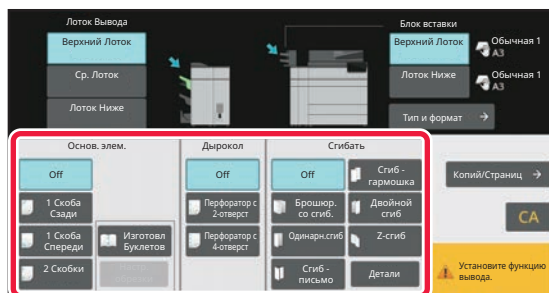 Лоток Вывода
Верхний Лоток
Ср. Лоток
Лоток Ниже
Блок вставки
Верхний Лоток
Обычная 1
A3
Лоток Ниже
Обычная 1
A3
Тип и формат
Основ. элем.
Off
1 Скоба
Сзади
1 Скоба
Спереди
Изготовл
Буклетов
2 Скобки
Дырокол
Off
Перфоратор с
2-отверст
Перфоратор с
4-отверст
Сгибать
Off
Сгиб -
гармошка
Брошюр.
со сгиб.
Двойной
сгиб
Одинарн.сгиб
Z-сгиб
Сгиб -
письмо
Детали
Копий/Страниц
CA
Установите функцию
вывода.